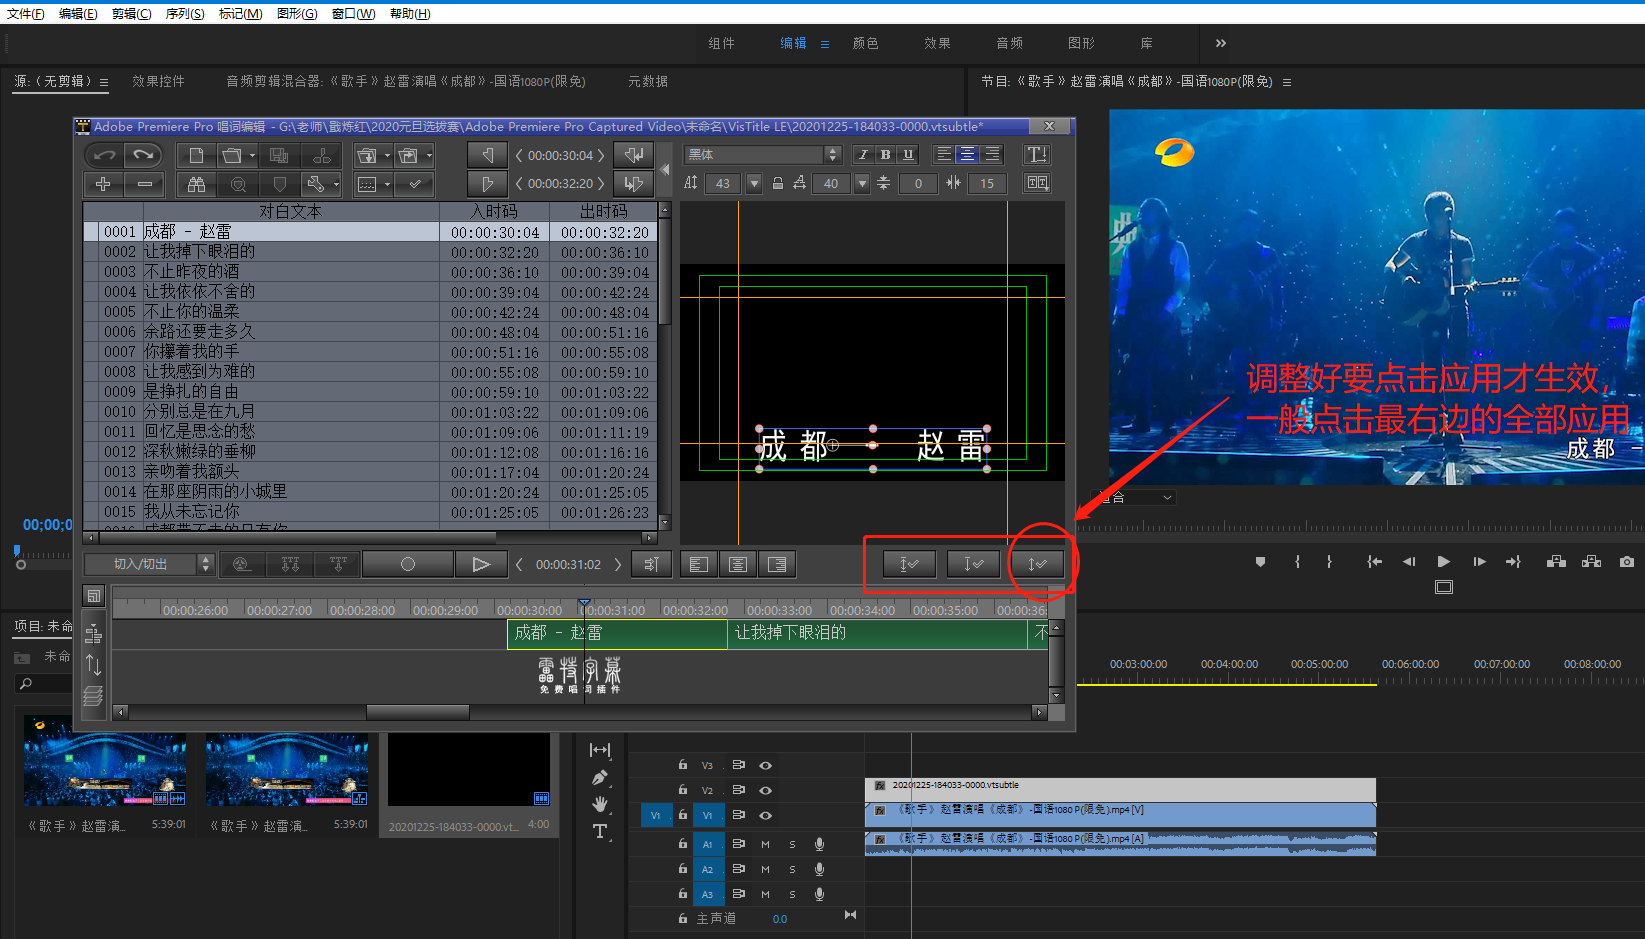 文件(F) 编辑(E) 剪辑(C) 序列(S) 标记(M) 图形(G) 窗口(W) 帮助(H)
组件 编辑 颜色 效果 音频 图形 库
源:（无剪辑） 效果控件 音频剪辑混合器:《歌手》赵雷演唱《成都》-国语1080P(限免) 元数据
节目:《歌手》赵雷演唱《成都》-国语1080P(限免)
Adobe Premiere Pro 唱词编辑 - G:\老师\戢炼红\2020元旦选拔赛\Adobe Premiere Pro Captured Video\未命名\VisTitle LE\20201225-184033-0000.vtsubtle*
00:00:30:04
黑体
I B U
00:00:32:20
43 40 0 15
对白文本 入时码 出时码
0001 成都 - 赵雷 00:00:30:04 00:00:32:20
0002 让我掉下眼泪的 00:00:32:20 00:00:36:10
0003 不止昨夜的酒 00:00:36:10 00:00:39:04
0004 让我依依不舍的 00:00:39:04 00:00:42:24
0005 不止你的温柔 00:00:42:24 00:00:48:04
0006 余路还要走多久 00:00:48:04 00:00:51:16
0007 你攥着我的手 00:00:51:16 00:00:55:08
0008 让我感到为难的 00:00:55:08 00:00:59:10
0009 是挣扎的自由 00:00:59:10 00:01:03:22
0010 分别总是在九月 00:01:03:22 00:01:09:06
0011 回忆是思念的愁 00:01:09:06 00:01:11:19
0012 深秋嫩绿的垂柳 00:01:12:08 00:01:16:16
0013 亲吻着我额头 00:01:17:04 00:01:20:24
0014 在那座阴雨的小城里 00:01:20:24 00:01:25:05
0015 我从未忘记你 00:01:25:05 00:01:26:23
0016 成都带不走的只有你
成都 - 赵雷
调整好要点击应用才生效，
一般点击最右边的全部应用
成都 -
适合
00;00;0
切入/切出
00:00:31:02
00:00:26:00 00:00:27:00 00:00:28:00 00:00:29:00 00:00:30:00 00:00:31:00 00:00:32:00 00:00:33:00 00:00:34:00 00:00:35:00 00:00:36:
成都 - 赵雷 让我掉下眼泪的 不
雷特字幕
免费唱词插件
项目:未命
未命
00:03:00:00 00:04:00:00 00:05:00:00 00:06:00:00 00:07:00:00 00:08:00:00
《歌手》赵雷演... 5:39:01
《歌手》赵雷演... 5:39:01
20201225-184033-0000.vt... 4:00
T
V3
V2
fx 20201225-184033-0000.vtsubtle
V1 V1
fx 《歌手》赵雷演唱《成都》-国语1080P(限免).mp4 [V]
A1 M S
fx 《歌手》赵雷演唱《成都》-国语1080P(限免).mp4 [A]
A2 M S
A3 M S
主声道 0.0